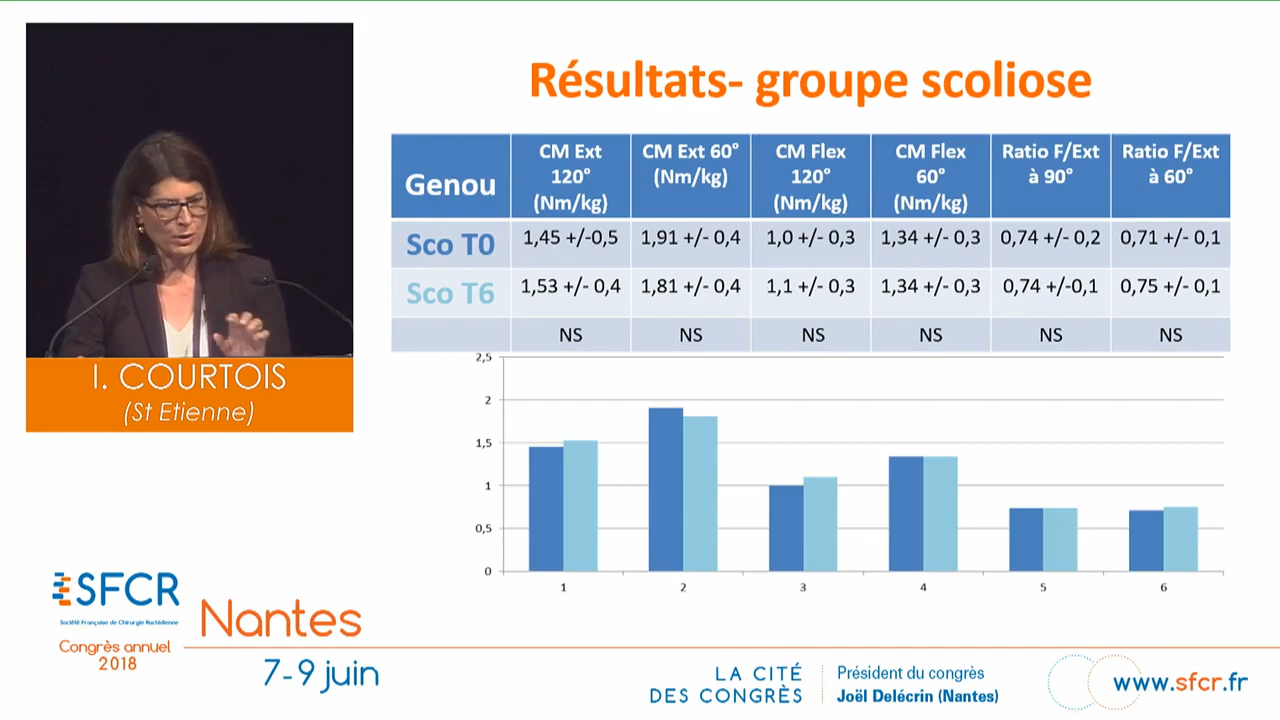 Résultats- groupe scoliose
Genou
CM Ext 120° (Nm/kg)
CM Ext 60° (Nm/kg)
CM Flex 120° (Nm/kg)
CM Flex 60° (Nm/kg)
Ratio F/Ext à 90°
Ratio F/Ext à 60°
Sco T0 1,45 +/-0,5 1,91 +/- 0,4 1,0 +/- 0,3 1,34 +/- 0,3 0,74 +/- 0,2 0,71 +/- 0,1
Sco T6 1,53 +/- 0,4 1,81 +/- 0,4 1,1 +/- 0,3 1,34 +/- 0,3 0,74 +/-0,1 0,75 +/- 0,1
NS NS NS NS NS NS
2,5
2
1,5
1
0,5
0
1 2 3 4 5 6
I. COURTOIS
(St Etienne)
SFCR
Société Française de Chirurgie Rachidienne
Congrès annuel
2018
Nantes
7-9 juin
LA CITÉ
DES CONGRÈS
Président du congrès
Joël Delécrin (Nantes)
www.sfcr.fr